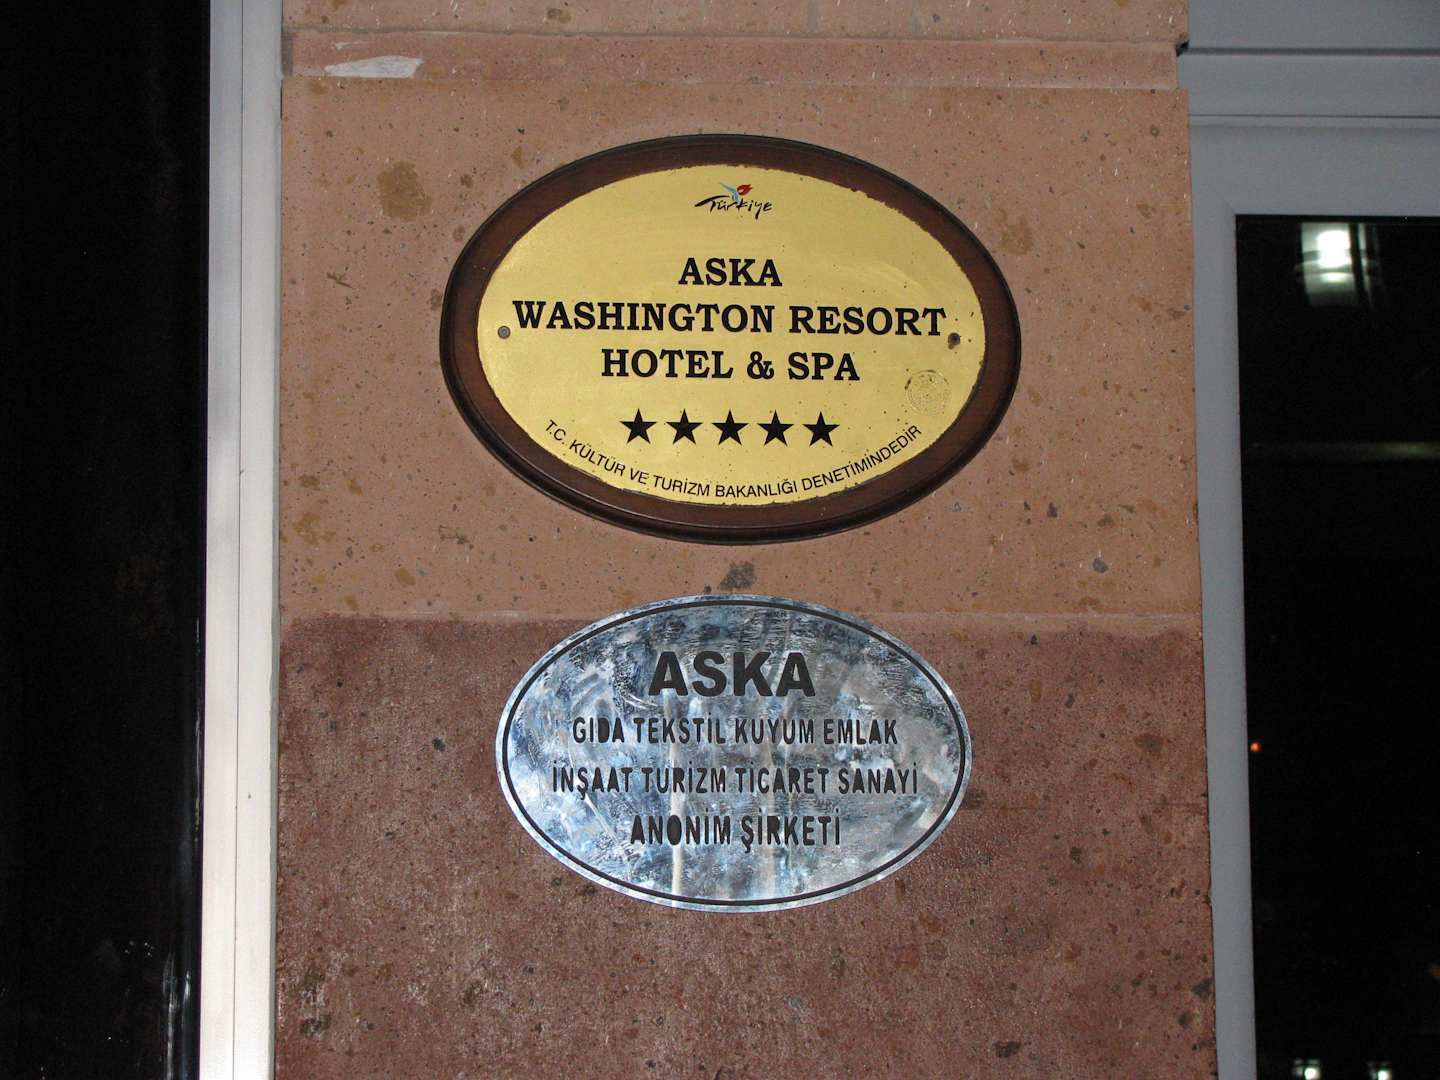 Türkiye
ASKA
WASHINGTON RESORT
HOTEL & SPA
T.C. KÜLTÜR VE TURİZM BAKANLIĞI DENETİMİNDEDİR
ASKA
GIDA TEKSTİL KUYUM EMLAK
İNŞAAT TURİZM TİCARET SANAYİ
ANONİM ŞİRKETİ